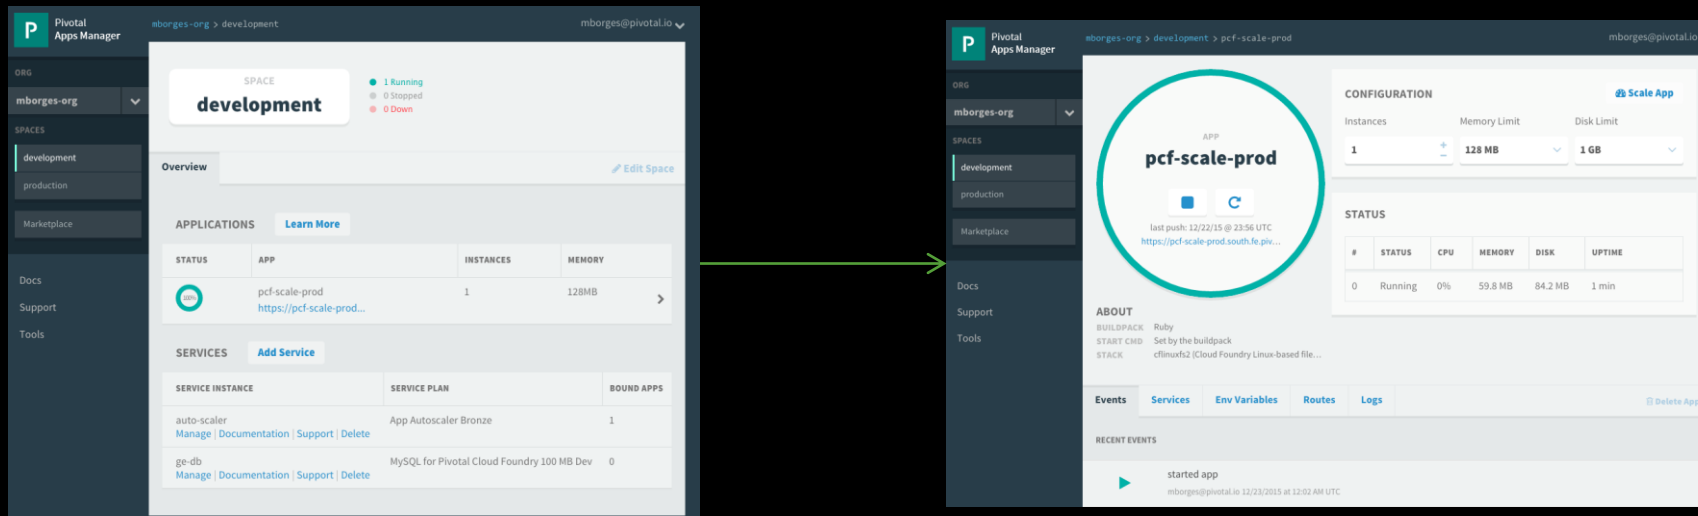 P
Pivotal
Apps Manager
mborges-org > development
mborges@pivotal.io
ORG
mborges-org
SPACES
development
production
Marketplace
Docs
Support
Tools
SPACE
development
1 Running
0 Stopped
0 Down
Overview
Edit Space
APPLICATIONS Learn More
STATUS APP INSTANCES MEMORY
100% pcf-scale-prod 1 128MB
https://pcf-scale-prod...
SERVICES Add Service
SERVICE INSTANCE SERVICE PLAN BOUND APPS
auto-scaler App Autoscaler Bronze 1
Manage | Documentation | Support | Delete
ge-db MySQL for Pivotal Cloud Foundry 100 MB Dev 0
Manage | Documentation | Support | Delete
P
Pivotal
Apps Manager
mborges-org > development > pcf-scale-prod
mborges@pivotal.io
ORG
mborges-org
SPACES
development
production
Marketplace
Docs
Support
Tools
APP
pcf-scale-prod
last push: 12/22/15 @ 23:56 UTC
https://pcf-scale-prod.south.fe.piv...
CONFIGURATION Scale App
Instances Memory Limit Disk Limit
1 128 MB 1 GB
STATUS
# STATUS CPU MEMORY DISK UPTIME
0 Running 0% 59.8 MB 84.2 MB 1 min
ABOUT
BUILDPACK Ruby
START CMD Set by the buildpack
STACK cflinuxfs2 (Cloud Foundry Linux-based file...
Events Services Env Variables Routes Logs Delete App
RECENT EVENTS
started app
mborges@pivotal.io 12/23/2015 at 12:02 AM UTC